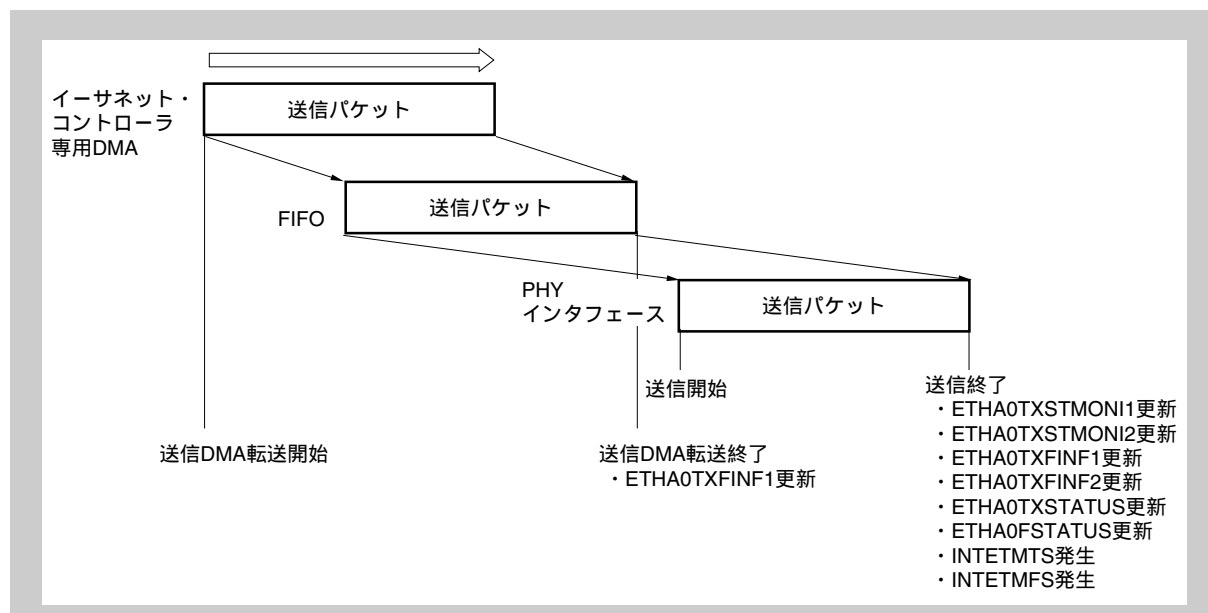 イーサネット・
コントローラ
専用DMA
送信パケット
FIFO
送信パケット
PHY
インタフェース
送信パケット
送信DMA転送開始
送信DMA転送終了
・ETHA0TXFINF1更新
送信開始
送信終了
・ETHA0TXSTMONI1更新
・ETHA0TXSTMONI2更新
・ETHA0TXFINF1更新
・ETHA0TXFINF2更新
・ETHA0TXSTATUS更新
・ETHA0FSTATUS更新
・INTETMTS発生
・INTETMFS発生